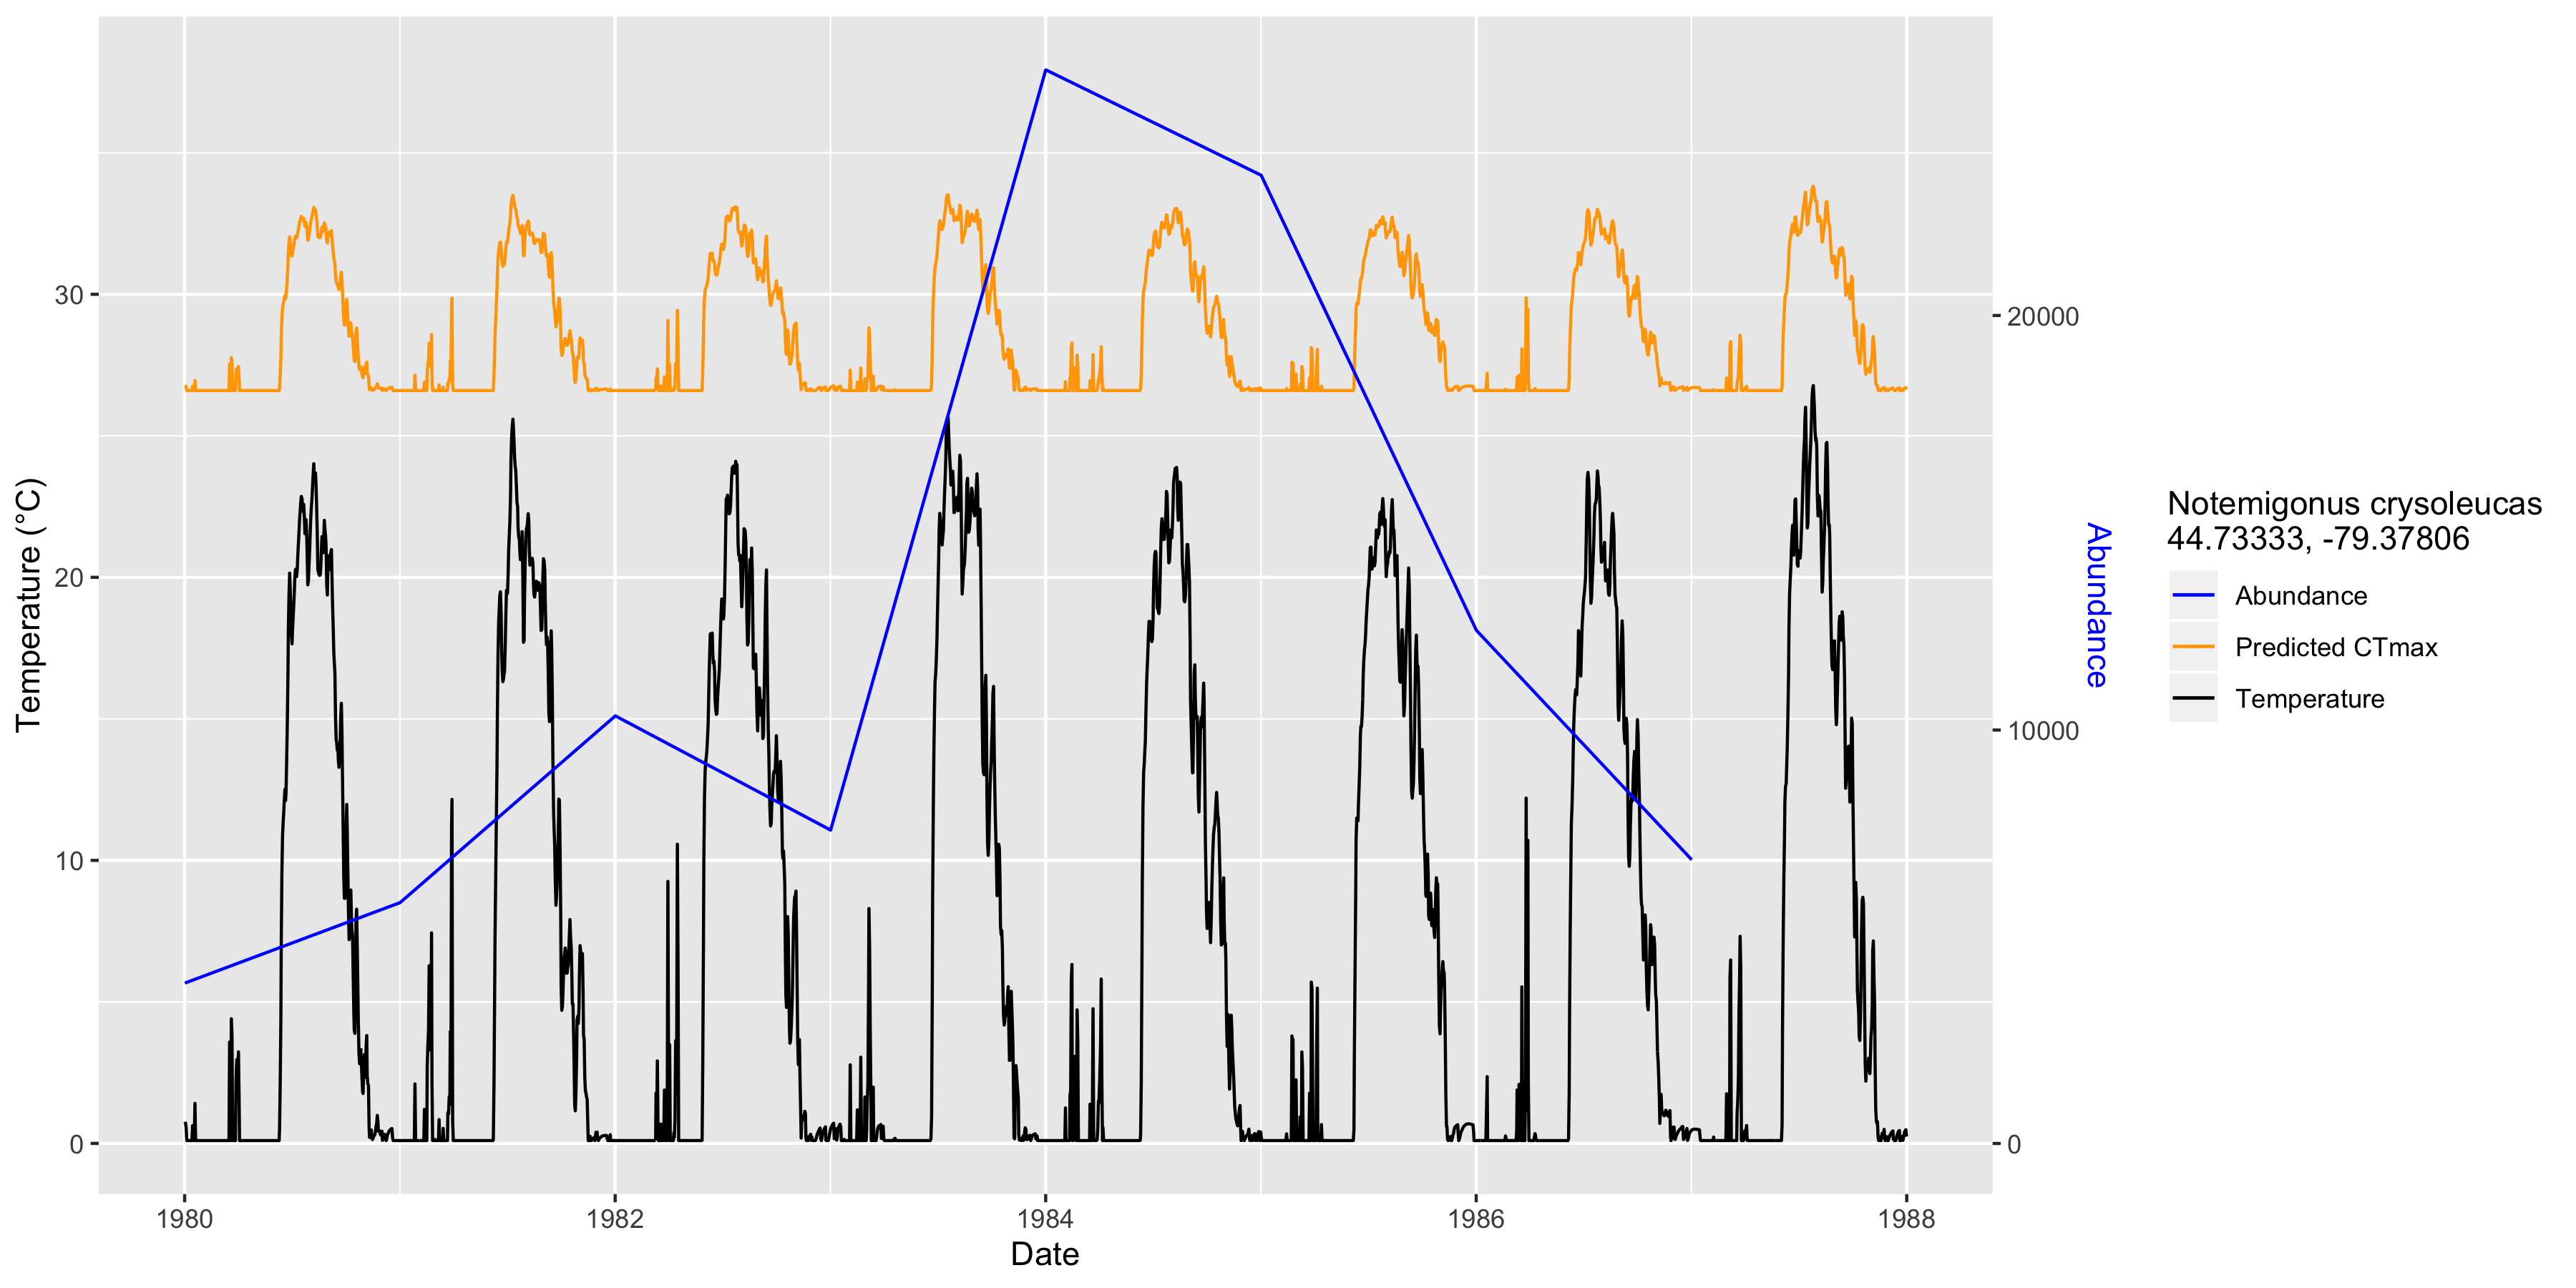 Temperature (°C)
30
20
10
0
1980
1982
1984
1986
1988
Date
20000
10000
0
Abundance
Notemigonus crysoleucas
44.73333, -79.37806
Abundance
Predicted CTmax
Temperature